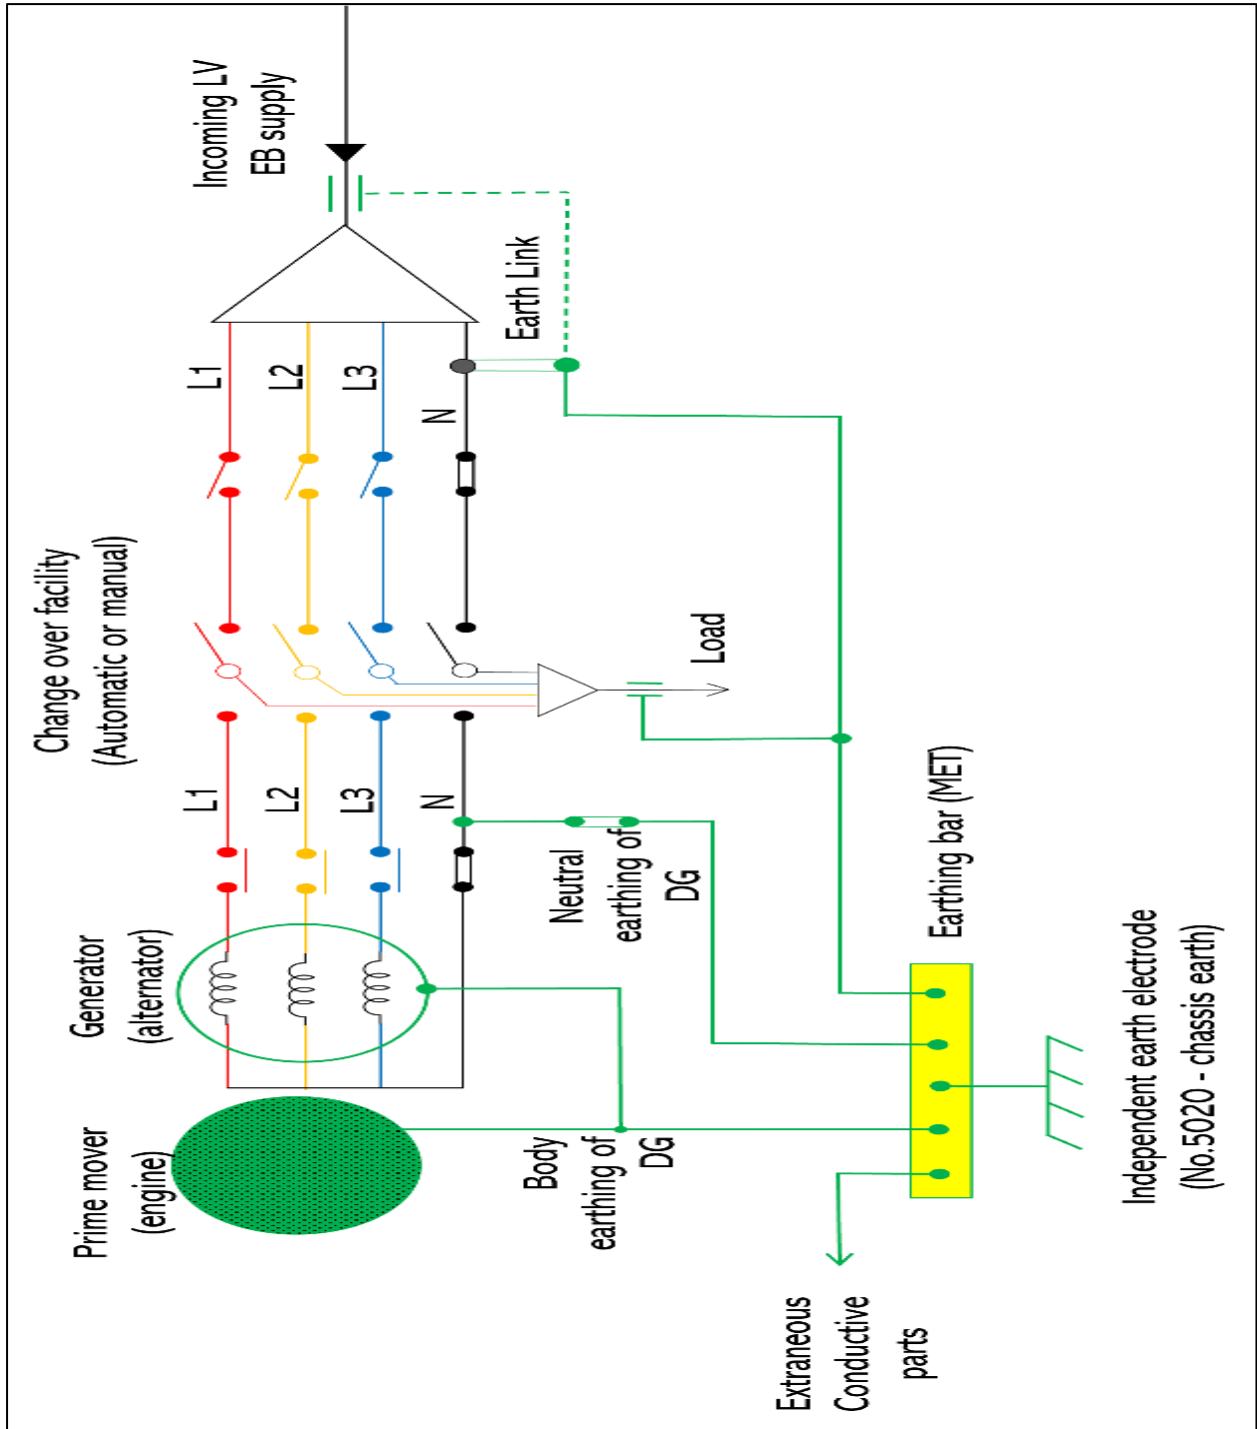 Prime mover
(engine)
Generator
(alternator)
Change over facility
(Automatic or manual)
Incoming LV
EB supply
L1
L2
L3
N
L1
L2
L3
N
Earth Link
Body
earthing of
DG
Neutral
earthing of
DG
Load
Extraneous
Conductive
parts
Earthing bar (MET)
Independent earth electrode
(No.5020 - chassis earth)